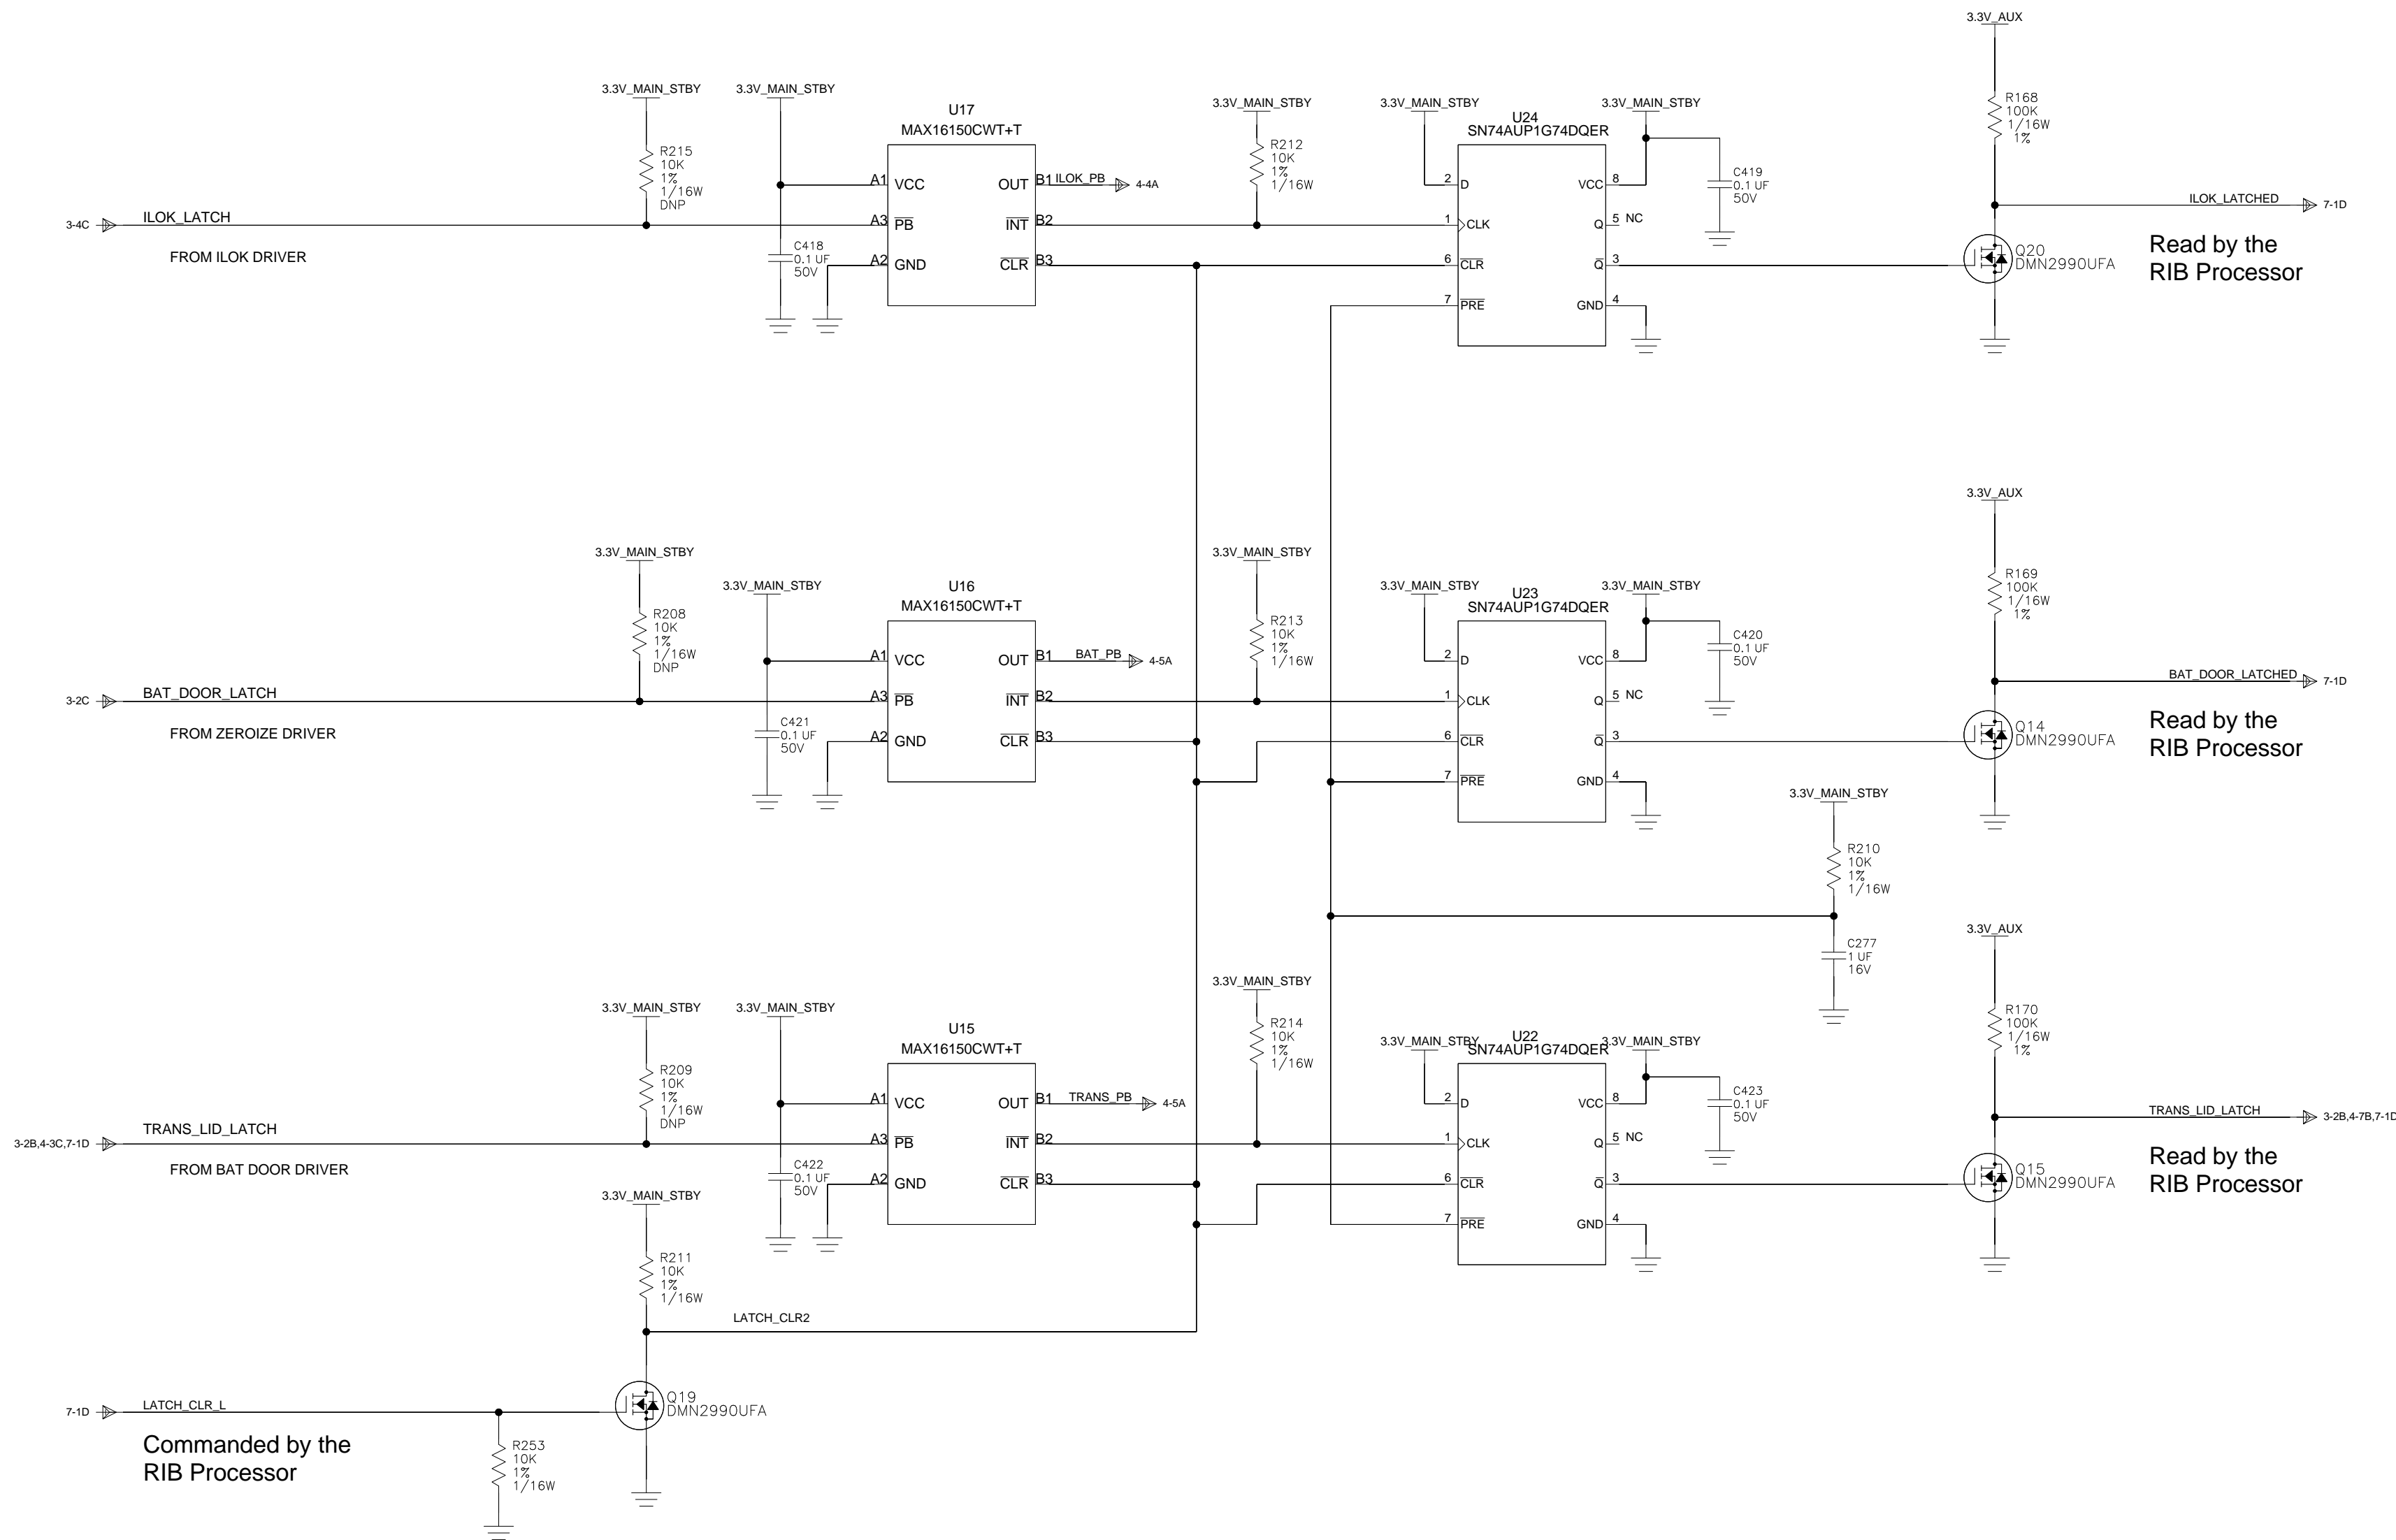 3.3V_AUX
R168
100K
1/16W
1%
3.3V_MAIN_STBY
R215
10K
1%
1/16W
DNP
3.3V_MAIN_STBY
C418
0.1 UF
50V
U17
MAX16150CWT+T
A1 VCC
A3 PB
A2 GND
OUT B1
INT B2
CLR B3
ILOK_PB
4-4A
3.3V_MAIN_STBY
R212
10K
1%
1/16W
3.3V_MAIN_STBY
U24
SN74AUP1G74DQER
2 D
1 CLK
6 CLR
7 PRE
VCC 8
Q 5 NC
Q 3
GND 4
3.3V_MAIN_STBY
C419
0.1 UF
50V
3-4C
ILOK_LATCH
FROM ILOK DRIVER
ILOK_LATCHED
7-1D
Q20
DMN2990UFA
Read by the
RIB Processor
3.3V_AUX
R169
100K
1/16W
1%
3.3V_MAIN_STBY
R208
10K
1%
1/16W
DNP
3.3V_MAIN_STBY
C421
0.1 UF
50V
U16
MAX16150CWT+T
A1 VCC
A3 PB
A2 GND
OUT B1
INT B2
CLR B3
BAT_PB
4-5A
3.3V_MAIN_STBY
R213
10K
1%
1/16W
3.3V_MAIN_STBY
U23
SN74AUP1G74DQER
2 D
1 CLK
6 CLR
7 PRE
VCC 8
Q 5 NC
Q 3
GND 4
3.3V_MAIN_STBY
C420
0.1 UF
50V
3-2C
BAT_DOOR_LATCH
FROM ZEROIZE DRIVER
BAT_DOOR_LATCHED
7-1D
Q14
DMN2990UFA
Read by the
RIB Processor
3.3V_MAIN_STBY
R210
10K
1%
1/16W
C277
1 UF
16V
3.3V_AUX
R170
100K
1/16W
1%
3.3V_MAIN_STBY
R209
10K
1%
1/16W
DNP
3.3V_MAIN_STBY
C422
0.1 UF
50V
U15
MAX16150CWT+T
A1 VCC
A3 PB
A2 GND
OUT B1
INT B2
CLR B3
TRANS_PB
4-5A
3.3V_MAIN_STBY
R214
10K
1%
1/16W
3.3V_MAIN_STBY
U22
SN74AUP1G74DQER
2 D
1 CLK
6 CLR
7 PRE
VCC 8
Q 5 NC
Q 3
GND 4
3.3V_MAIN_STBY
C423
0.1 UF
50V
3-2B,4-3C,7-1D
TRANS_LID_LATCH
FROM BAT DOOR DRIVER
TRANS_LID_LATCH
3-2B,4-7B,7-1D
Q15
DMN2990UFA
Read by the
RIB Processor
3.3V_MAIN_STBY
R211
10K
1%
1/16W
LATCH_CLR2
7-1D
LATCH_CLR_L
Q19
DMN2990UFA
Commanded by the
RIB Processor
R253
10K
1%
1/16W